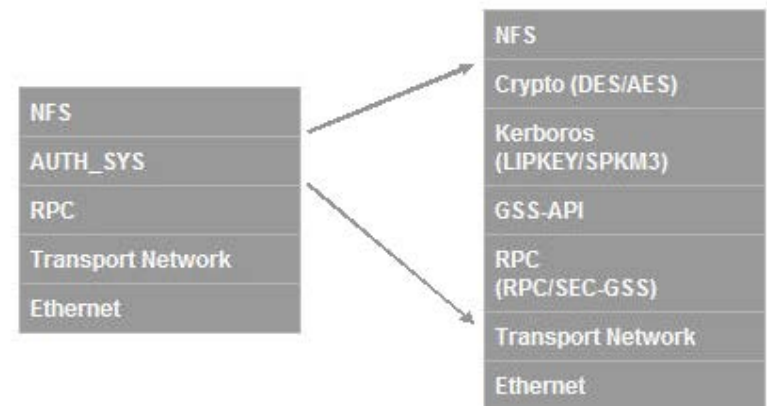 NFS
AUTH_SYS
RPC
Transport Network
Ethernet
NFS
Crypto (DES/AES)
Kerboros
(LIPKEY/SPKM3)
GSS-API
RPC
(RPC/SEC-GSS)
Transport Network
Ethernet